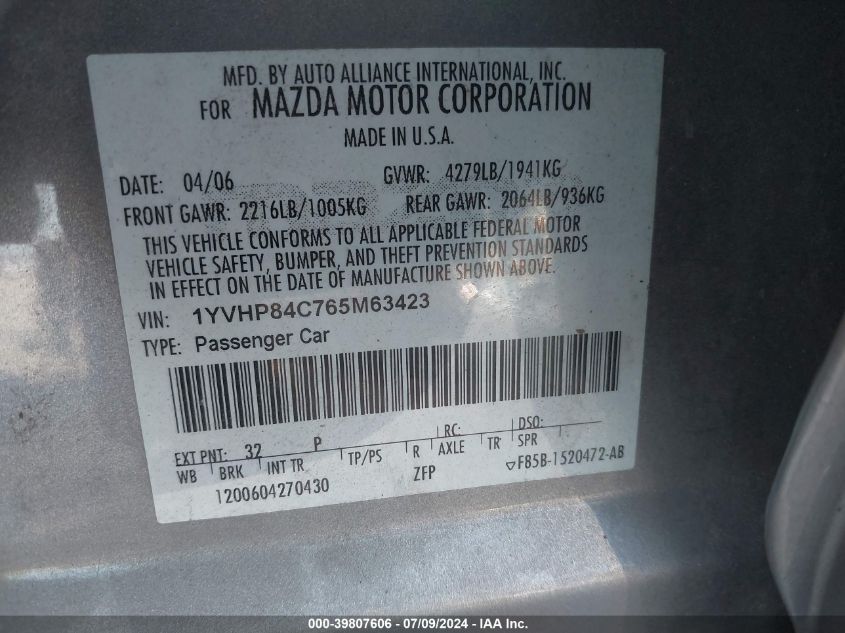 MFD. BY AUTO ALLIANCE INTERNATIONAL, INC.
FOR MAZDA MOTOR CORPORATION
MADE IN U.S.A.
DATE: 04/06 GVWR: 4279LB/1941KG
FRONT GAWR: 2216LB/1005KG REAR GAWR: 2064LB/936KG
THIS VEHICLE CONFORMS TO ALL APPLICABLE FEDERAL MOTOR
VEHICLE SAFETY, BUMPER, AND THEFT PREVENTION STANDARDS
IN EFFECT ON THE DATE OF MANUFACTURE SHOWN ABOVE.
VIN: 1YVHP84C765M63423
TYPE: Passenger Car
EXT PNT: 32 P RC: DSO:
WB BRK INT TR TP/PS R AXLE TR SPR
1200604270430 ZFP F85B-1520472-AB
000-39807606 - 07/09/2024 - IAA Inc.